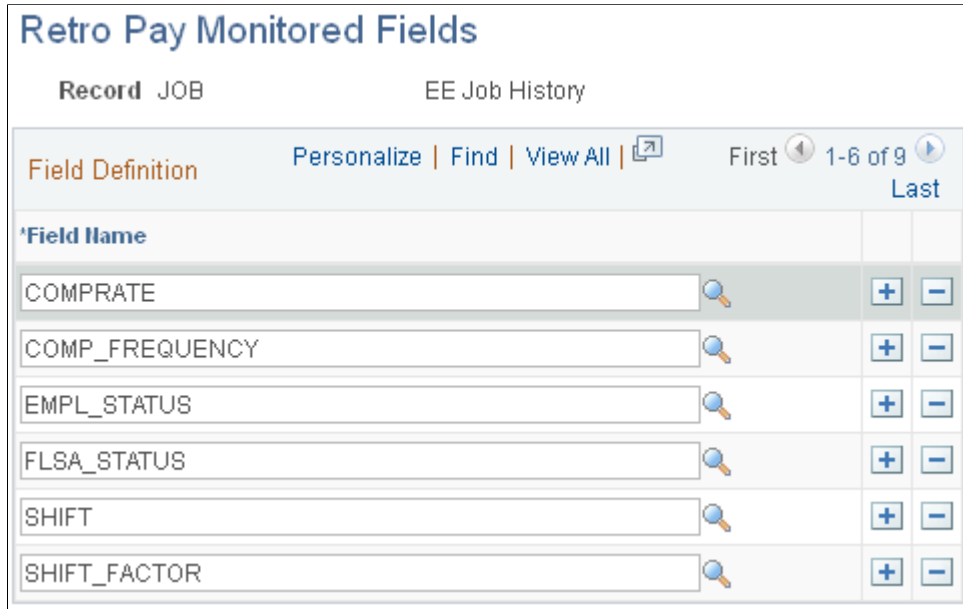 Retro Pay Monitored Fields
Record JOB EE Job History
Field Definition Personalize | Find | View All | First 1-6 of 9 Last
*Field Name
COMPRATE
COMP_FREQUENCY
EMPL_STATUS
FLSA_STATUS
SHIFT
SHIFT_FACTOR